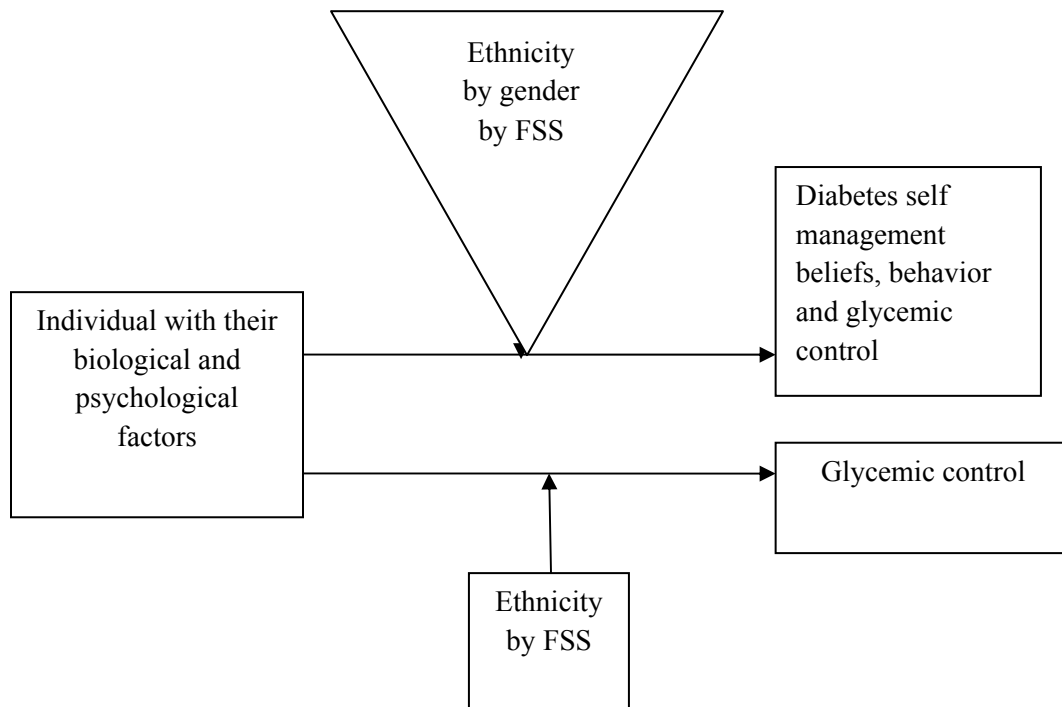 Ethnicity
by gender
by FSS
Diabetes self
management
beliefs, behavior
and glycemic
control
Individual with their
biological and
psychological
factors
Glycemic control
Ethnicity
by FSS